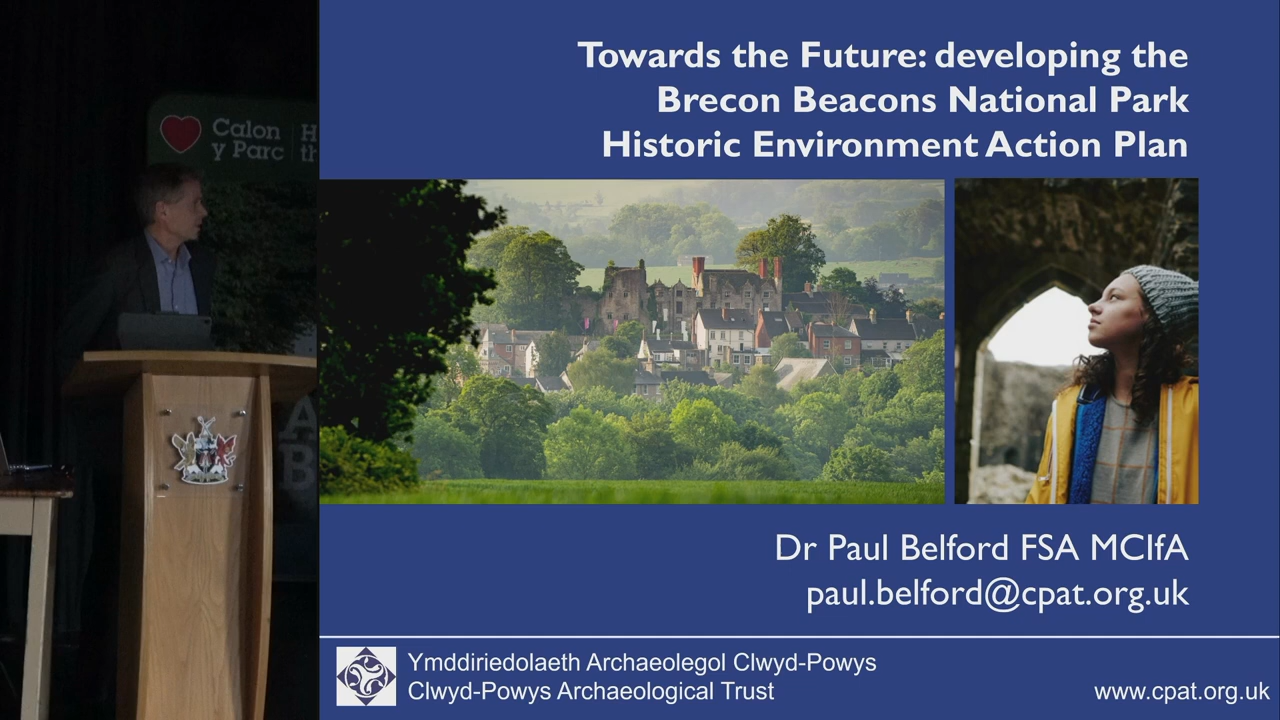 Calon
y Parc
Towards the Future: developing the
Brecon Beacons National Park
Historic Environment Action Plan
Dr Paul Belford FSA MCIfA
paul.belford@cpat.org.uk
Ymddiriedolaeth Archaeolegol Clwyd-Powys
Clwyd-Powys Archaeological Trust
www.cpat.org.uk